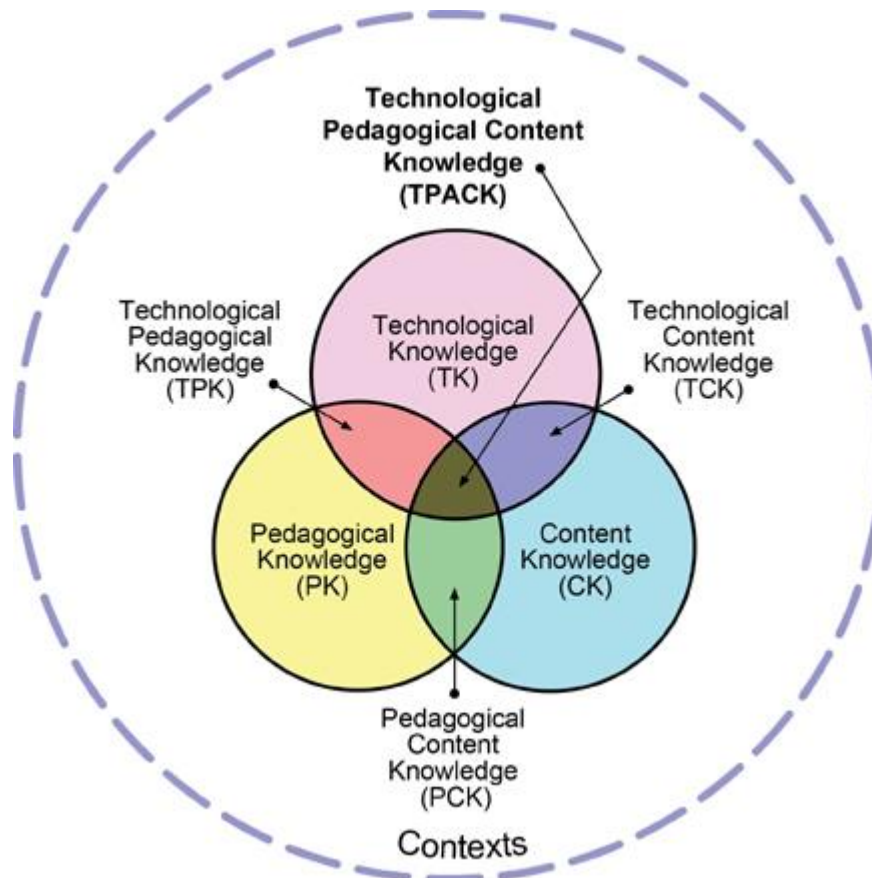 Technological
Pedagogical Content
Knowledge
(TPACK)
Technological
Pedagogical
Knowledge
(TPK)
Technological
Knowledge
(TK)
Technological
Content
Knowledge
(TCK)
Pedagogical
Knowledge
(PK)
Content
Knowledge
(CK)
Pedagogical
Content
Knowledge
(PCK)
Contexts